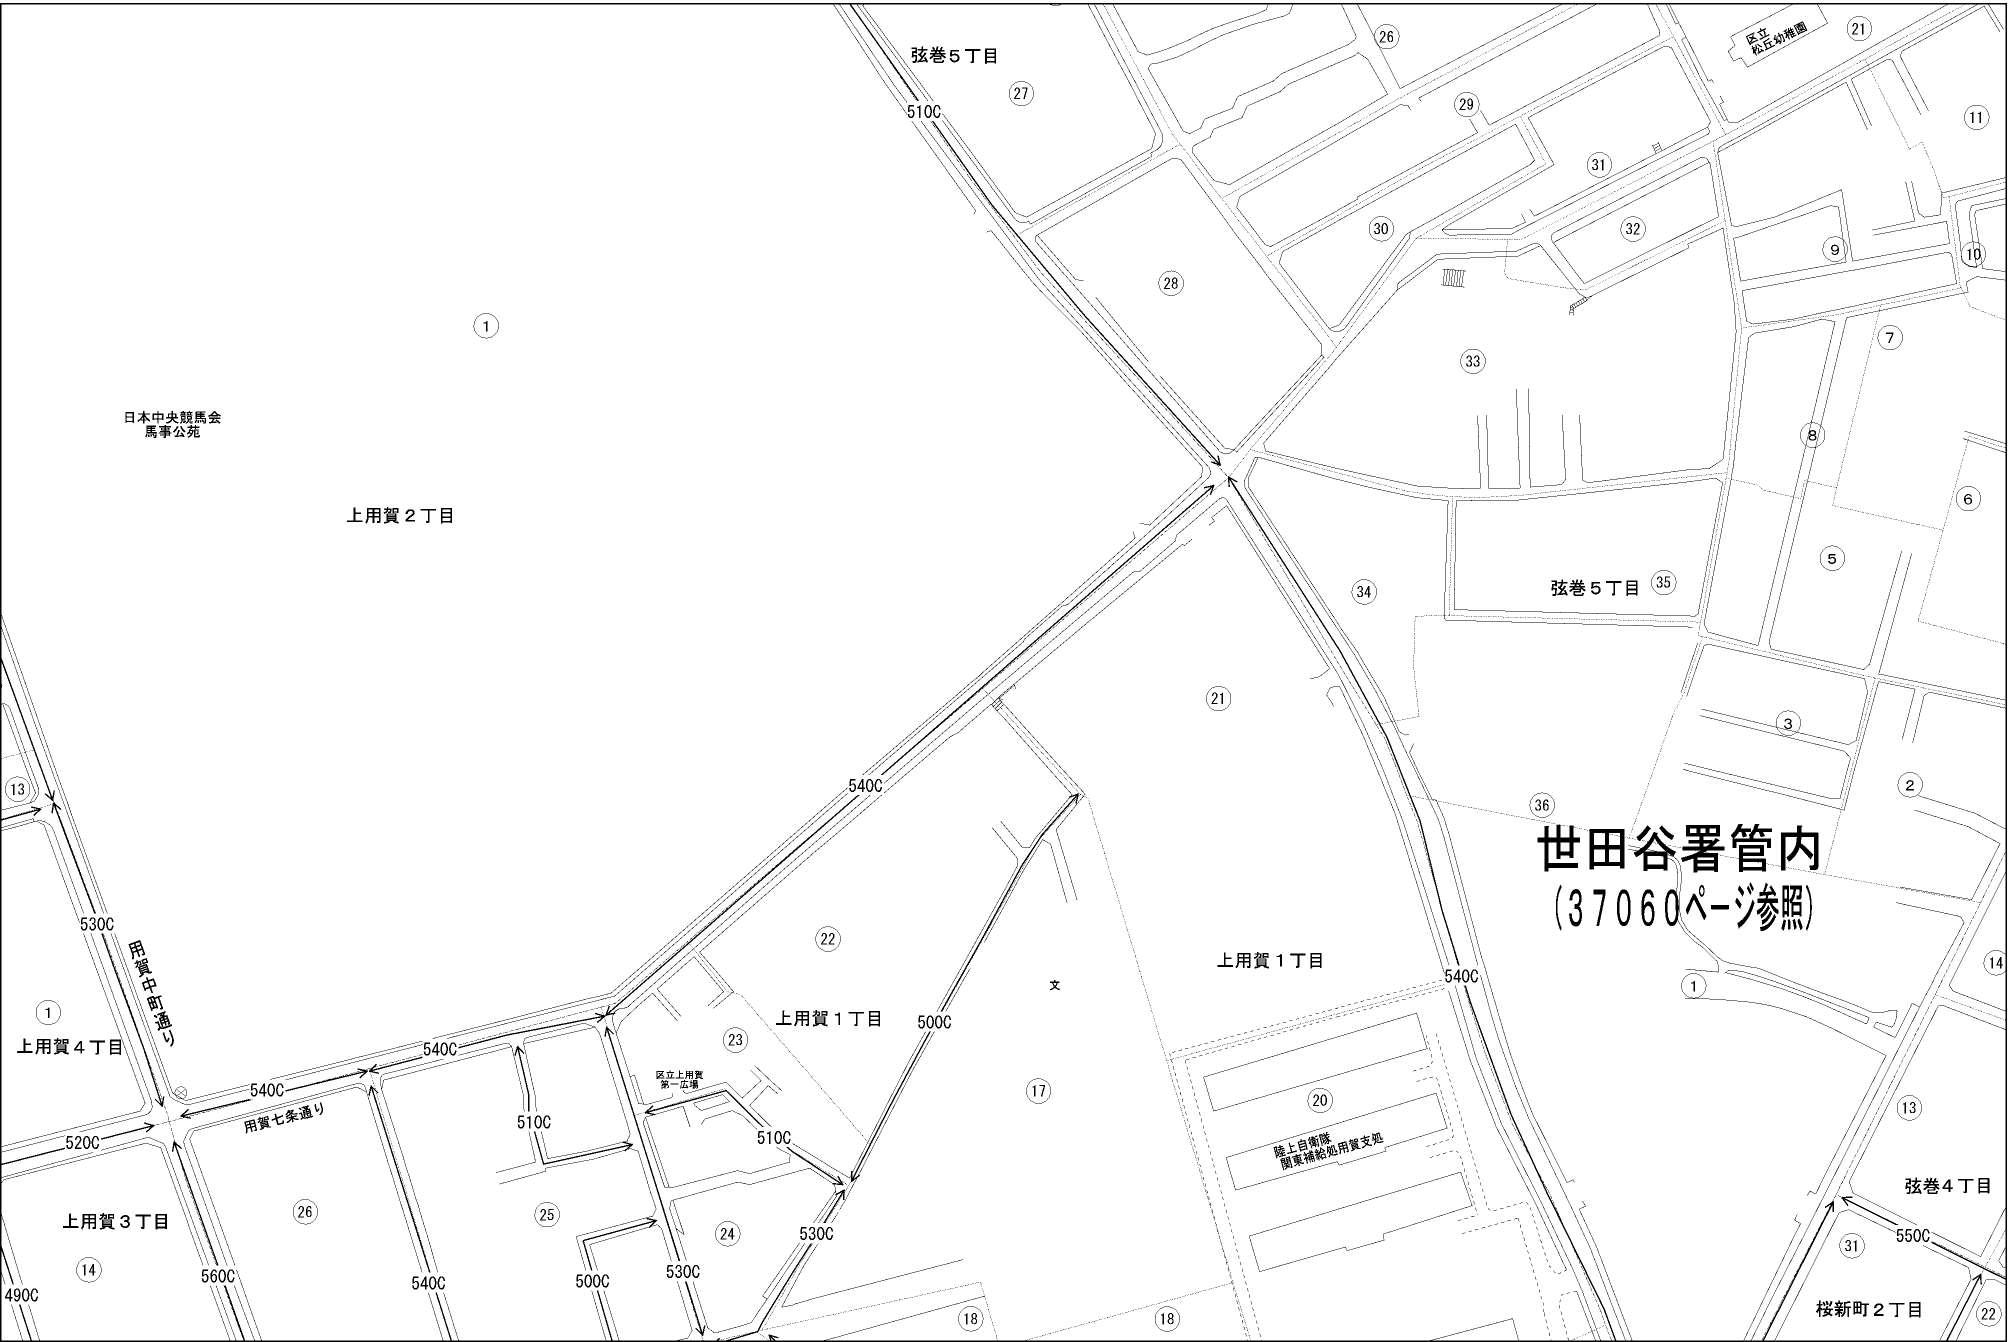 区立
松丘幼稚園
21
26
弦巻５丁目
27
510C
29
11
31
30
32
9
10
28
1
7
33
日本中央競馬会
馬事公苑
8
6
上用賀２丁目
5
34
弦巻５丁目
35
21
3
13
540C
2
36
世田谷署管内
（３７０６０ページ参照）
530C
用賀中町通り
22
上用賀１丁目
14
540C
文
1
1
上用賀４丁目
上用賀１丁目
500C
23
540C
区立上用賀
第一広場
540C
17
20
13
用賀七条通り
510C
510C
520C
陸上自衛隊
関東補給処用賀支処
弦巻４丁目
上用賀３丁目
26
25
24
530C
550C
31
14
560C
540C
500C
530C
490C
18
18
桜新町２丁目
22